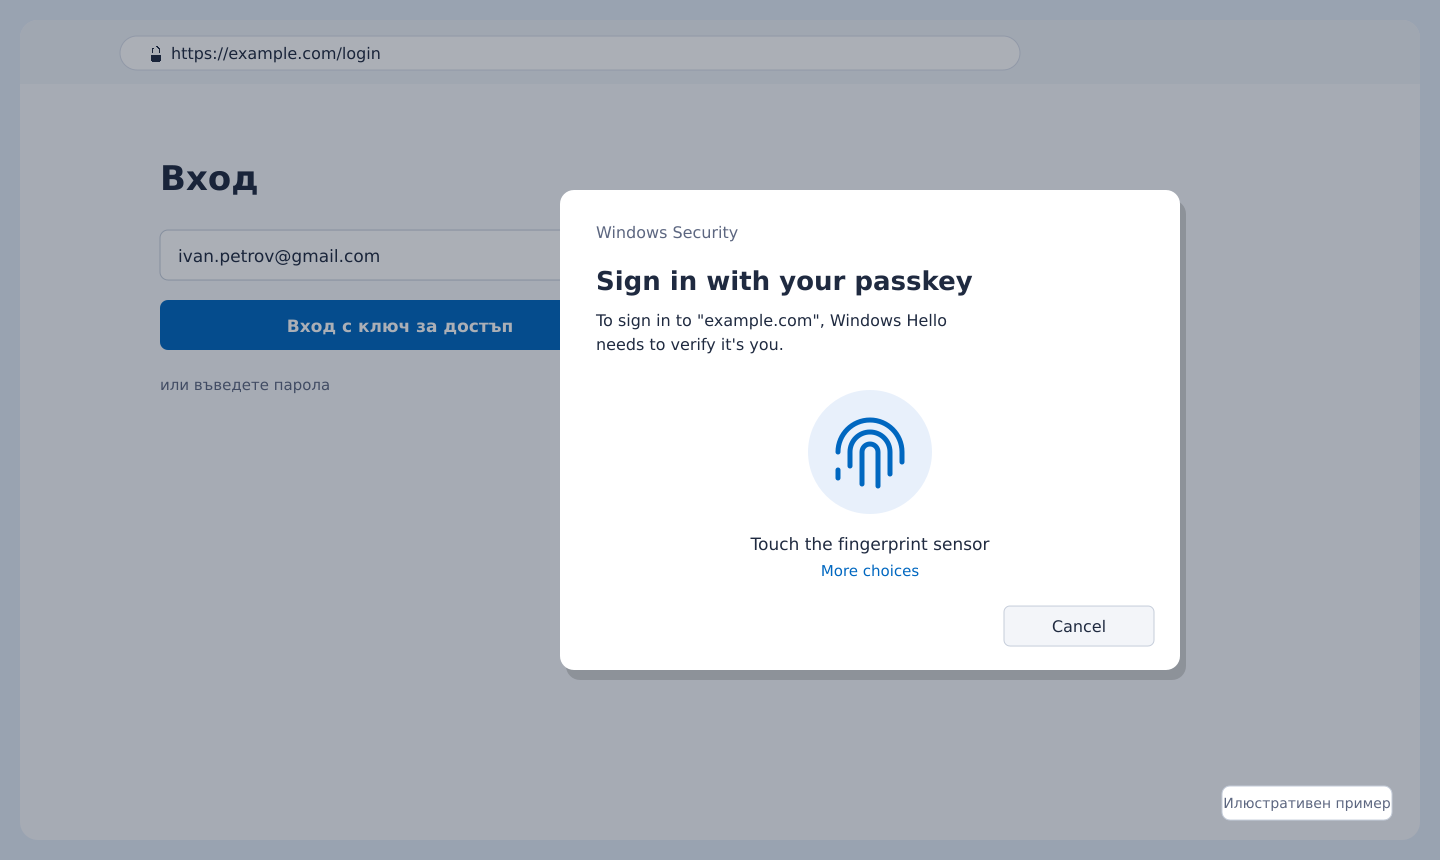 https://example.com/login
Вход
ivan.petrov@gmail.com
Вход с ключ за достъп
или въведете парола
Windows Security
Sign in with your passkey
To sign in to "example.com", Windows Hello
needs to verify it's you.
Touch the fingerprint sensor
More choices
Cancel
Илюстративен пример